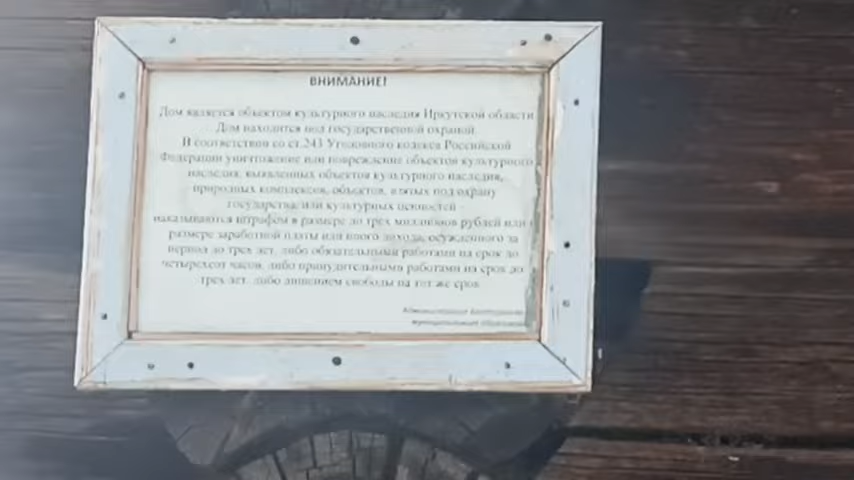 ВНИМАНИЕ!
Дом является объектом культурного наследия Иркутской области
Дом находится под государственной охраной.
В соответствии со ст.243 Уголовного кодекса Российской
Федерации уничтожение или повреждение объектов культурного
наследия, выявленных объектов культурного наследия,
природных комплексов, объектов, взятых под охрану
государства или культурных ценностей -
наказываются штрафом в размере до трех миллионов рублей или
размере заработной платы или иного дохода, осужденного за
период до трех лет, либо обязательными работами на срок до
четырехсот часов, либо принудительными работами на срок до
трех лет, либо лишением свободы на тот же срок
Администрация
муниципального образования